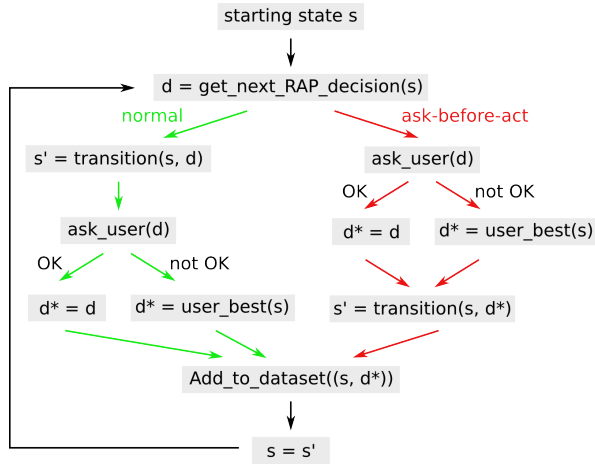 starting state s
d = get_next_RAP_decision(s)
normal
ask-before-act
s' = transition(s, d)
ask_user(d)
ask_user(d)
OK
not OK
OK
not OK
d* = d
d* = user_best(s)
d* = d
d* = user_best(s)
s' = transition(s, d*)
Add_to_dataset((s, d*))
s = s'